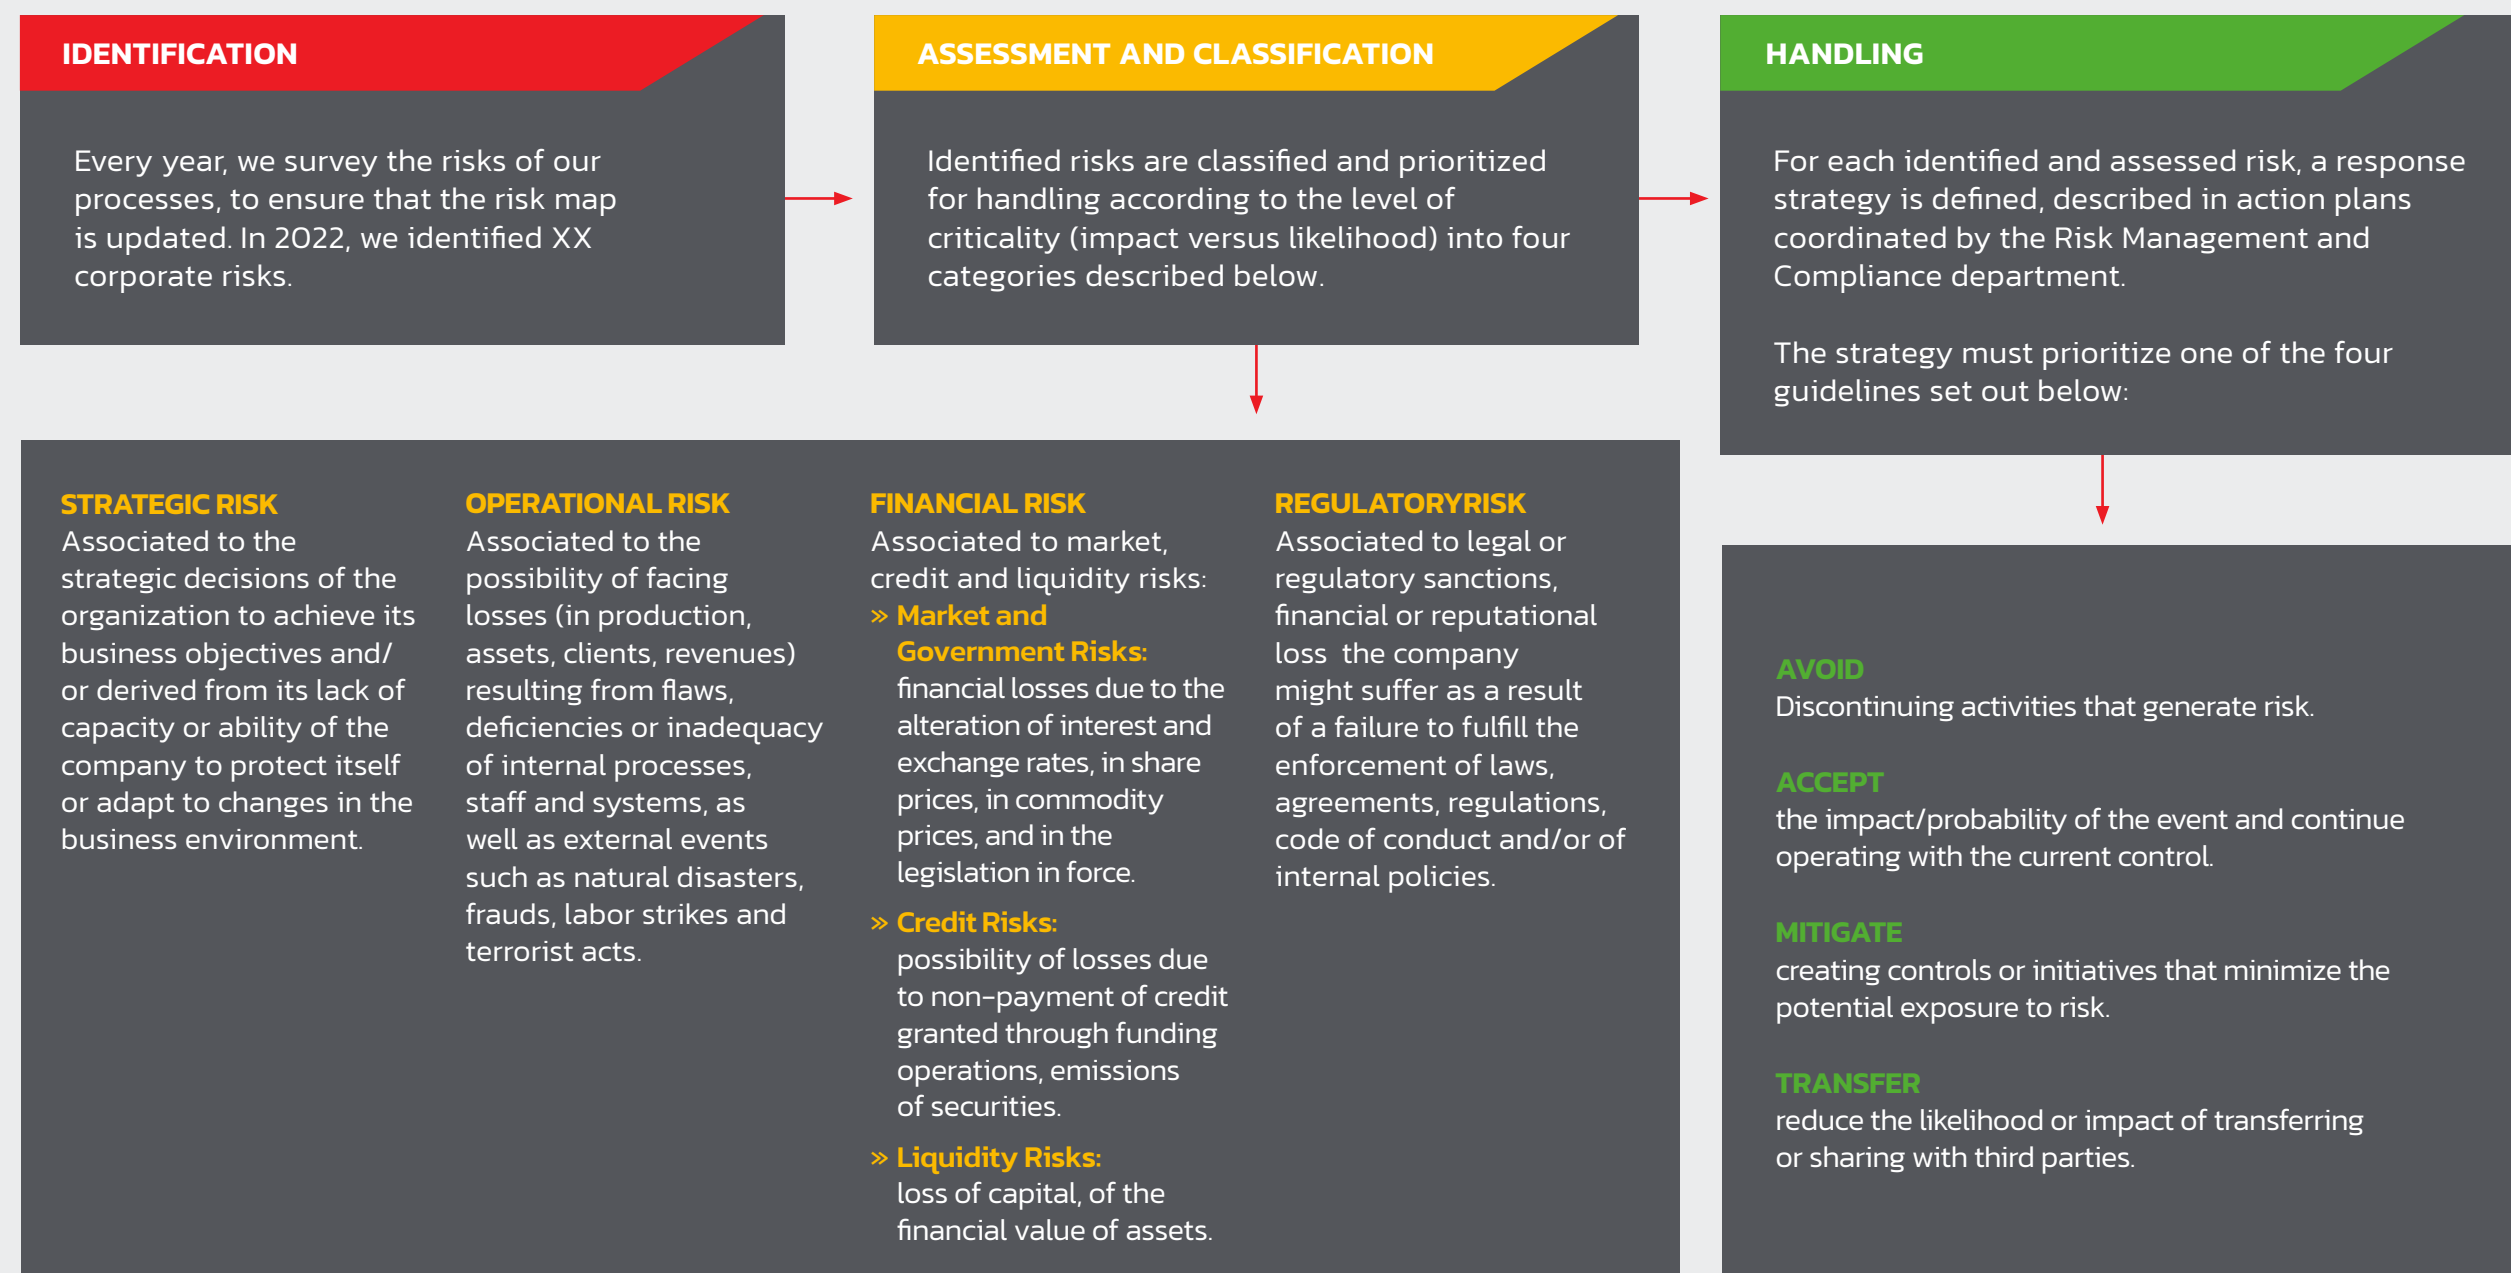 IDENTIFICATION
Every year, we survey the risks of our
processes, to ensure that the risk map
is updated. In 2022, we identified XX
corporate risks.
ASSESSMENT AND CLASSIFICATION
Identified risks are classified and prioritized
for handling according to the level of
criticality (impact versus likelihood) into four
categories described below.
HANDLING
For each identified and assessed risk, a response
strategy is defined, described in action plans
coordinated by the Risk Management and
Compliance department.
The strategy must prioritize one of the four
guidelines set out below:
STRATEGIC RISK
Associated to the
strategic decisions of the
organization to achieve its
business objectives and/
or derived from its lack of
capacity or ability of the
company to protect itself
or adapt to changes in the
business environment.
OPERATIONAL RISK
Associated to the
possibility of facing
losses (in production,
assets, clients, revenues)
resulting from flaws,
deficiencies or inadequacy
of internal processes,
staff and systems, as
well as external events
such as natural disasters,
frauds, labor strikes and
terrorist acts.
FINANCIAL RISK
Associated to market,
credit and liquidity risks:
» Market and
Government Risks:
financial losses due to the
alteration of interest and
exchange rates, in share
prices, in commodity
prices, and in the
legislation in force.
» Credit Risks:
possibility of losses due
to non-payment of credit
granted through funding
operations, emissions
of securities.
» Liquidity Risks:
loss of capital, of the
financial value of assets.
REGULATORYRISK
Associated to legal or
regulatory sanctions,
financial or reputational
loss  the company
might suffer as a result
of a failure to fulfill the
enforcement of laws,
agreements, regulations,
code of conduct and/or of
internal policies.
AVOID
Discontinuing activities that generate risk.
ACCEPT
the impact/probability of the event and continue
operating with the current control.
MITIGATE
creating controls or initiatives that minimize the
potential exposure to risk.
TRANSFER
reduce the likelihood or impact of transferring
or sharing with third parties.